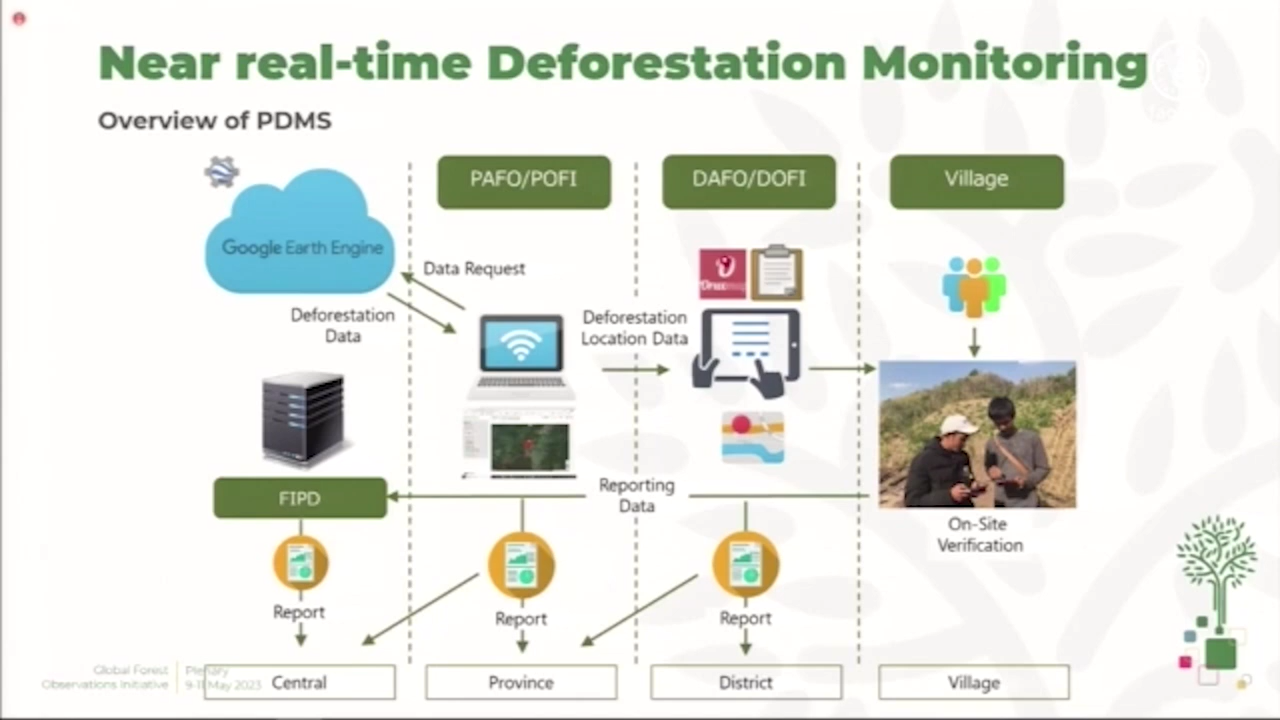 Near real-time Deforestation Monitoring
Overview of PDMS
PAFO/POFI
DAFO/DOFI
Village
Google Earth Engine
Data Request
Deforestation
Data
Deforestation
Location Data
FIPD
Reporting
Data
On-Site
Verification
Report
Report
Report
Global Forest
Observations Initiative
Plenary
9-11 May 2023
Central
Province
District
Village